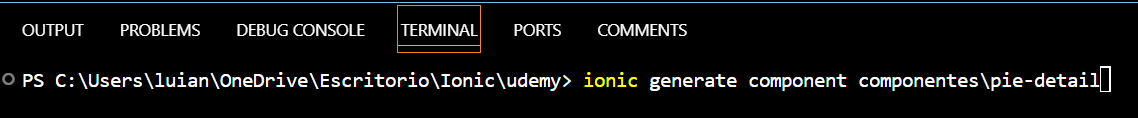 OUTPUT PROBLEMS DEBUG CONSOLE TERMINAL PORTS COMMENTS
PS C:\Users\luian\OneDrive\Escritorio\Ionic\udemy> ionic generate component componentes\pie-detail